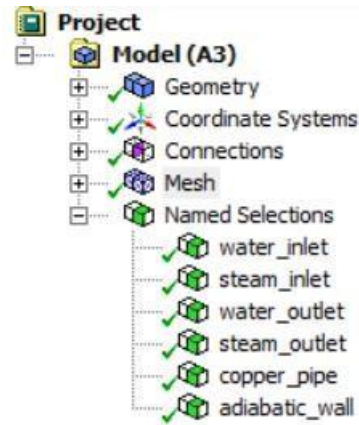 Project
Model (A3)
Geometry
Coordinate Systems
Connections
Mesh
Named Selections
water_inlet
steam_inlet
water_outlet
steam_outlet
copper_pipe
adiabatic_wall